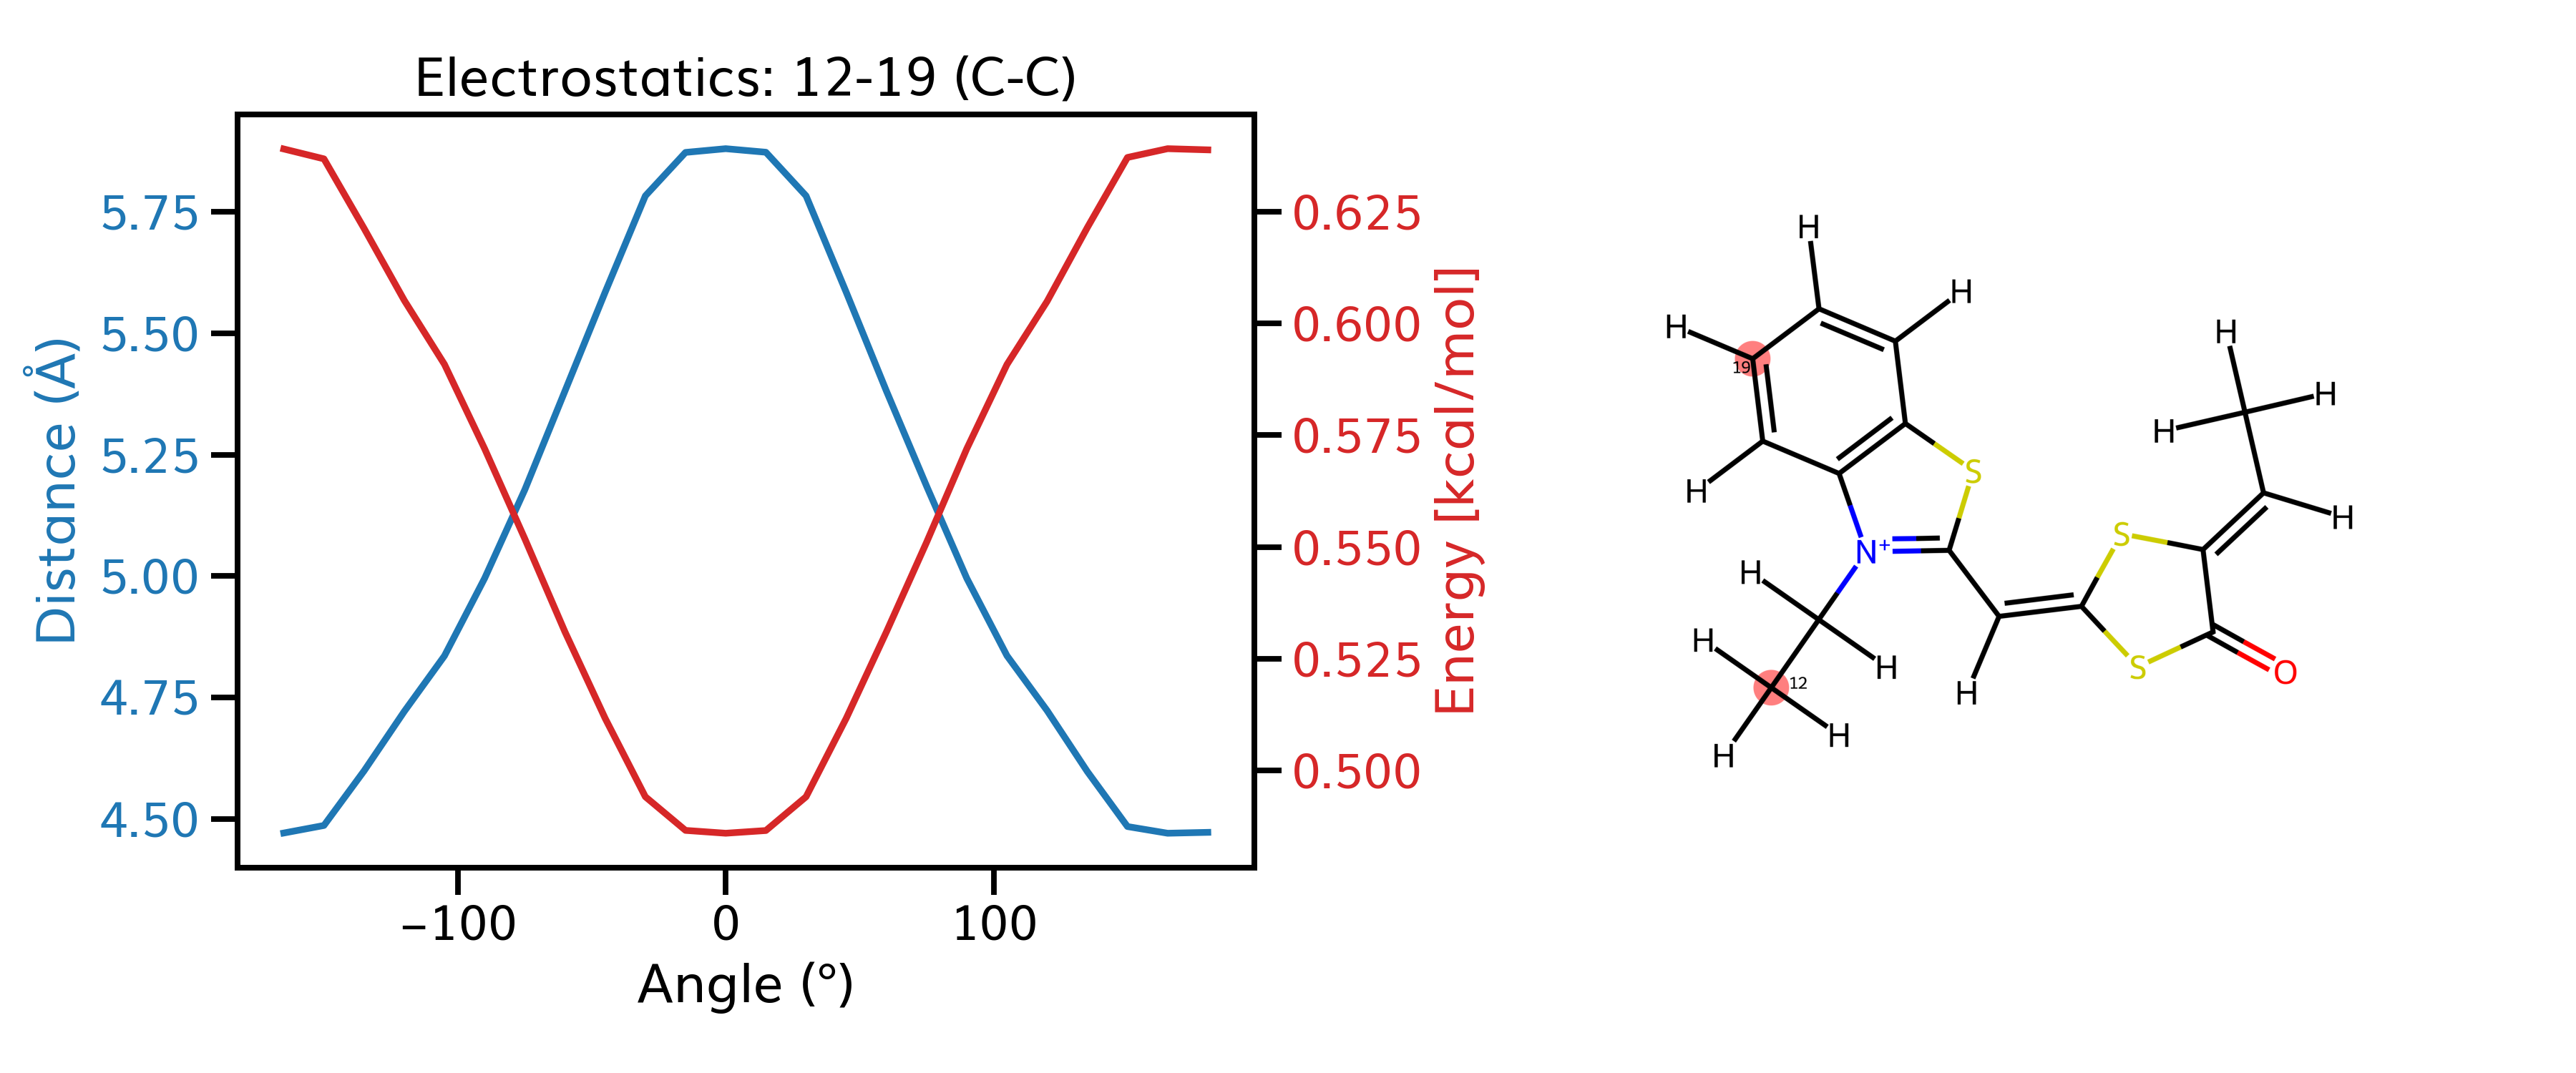 Electrostatics: 12-19 (C-C)
Distance (Å)
5.75
5.50
5.25
5.00
4.75
4.50
0.625
0.600
0.575
0.550
0.525
0.500
Energy [kcal/mol]
−100 0 100
Angle (°)
H
H
H
19
H
H
S
N+
H
H
12
H
H
H
H
S
S
O
H
H
H
H